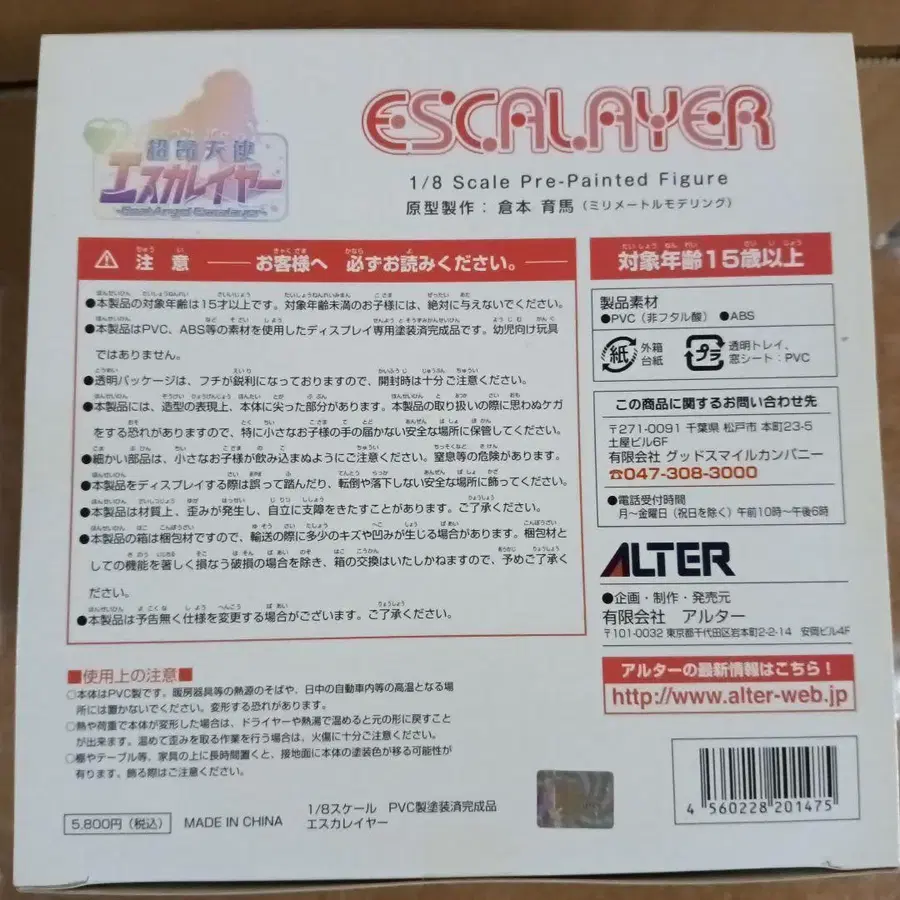 超昂天使
エスカレイヤー
~Beat Angel Escalayer~
ESCALAYER
1/8 Scale Pre-Painted Figure
原型製作：倉本 育馬（ミリメートルモデリング）
⚠ 注 意 ── お客様へ 必ずお読みください。──
●本製品の対象年齢は15才以上です。対象年齢未満のお子様には、絶対に与えないでください。
●本製品はPVC、ABS等の素材を使用したディスプレイ専用塗装済完成品です。幼児向け玩具
ではありません。
●透明パッケージは、フチが鋭利になっておりますので、開封時は十分ご注意ください。
●本製品には、造型の表現上、本体に尖った部分があります。本製品の取り扱いの際に思わぬケガ
をする恐れがありますので、特に小さなお子様の手の届かない安全な場所に保管してください。
●細かい部品は、小さなお子様が飲み込まぬようにご注意ください。窒息等の危険があります。
●本製品をディスプレイする際は誤って踏んだり、転倒や落下しない安全な場所に飾ってください。
●本製品は材質上、歪みが発生し、自立に支障をきたすことがあります。ご了承ください。
●本製品の箱は梱包材ですので、輸送の際に多少のキズや凹みが生じる場合があります。梱包材と
しての機能を著しく損なう破損の場合を除き、箱の交換はいたしかねますので、予めご了承く
ださい。
●本製品は予告無く仕様を変更する場合がございます。ご了承ください。
対象年齢15歳以上
製品素材
●PVC（非フタル酸） ●ABS
紙 外箱 台紙
プラ 透明トレイ、窓シート：PVC
この商品に関するお問い合わせ先
〒271-0091 千葉県 松戸市 本町23-5
土屋ビル6F
有限会社 グッドスマイルカンパニー
☎047-308-3000
●電話受付時間
月～金曜日（祝日を除く）午前10時～午後6時
ALTER
●企画・制作・発売元
有限会社 アルター
〒101-0032 東京都千代田区岩本町2-2-14 安岡ビル4F
アルターの最新情報はこちら！
http://www.alter-web.jp
■使用上の注意■
○本体はPVC製です。暖房器具等の熱源のそばや、日中の自動車内等の高温となる場
所には置かないでください。変形する恐れがあります。
○熱や荷重で本体が変形した場合は、ドライヤーや熱湯で温めると元の形に戻すこと
が出来ます。温めて歪みを取る作業を行う場合は、火傷に十分ご注意ください。
○棚やテーブル等、家具の上に長時間置くと、接地面に本体の塗装色が移る可能性が
有ります。飾る際はご注意ください。
5,800円（税込） MADE IN CHINA
1/8スケール PVC製塗装済完成品
エスカレイヤー
4 560228 201475